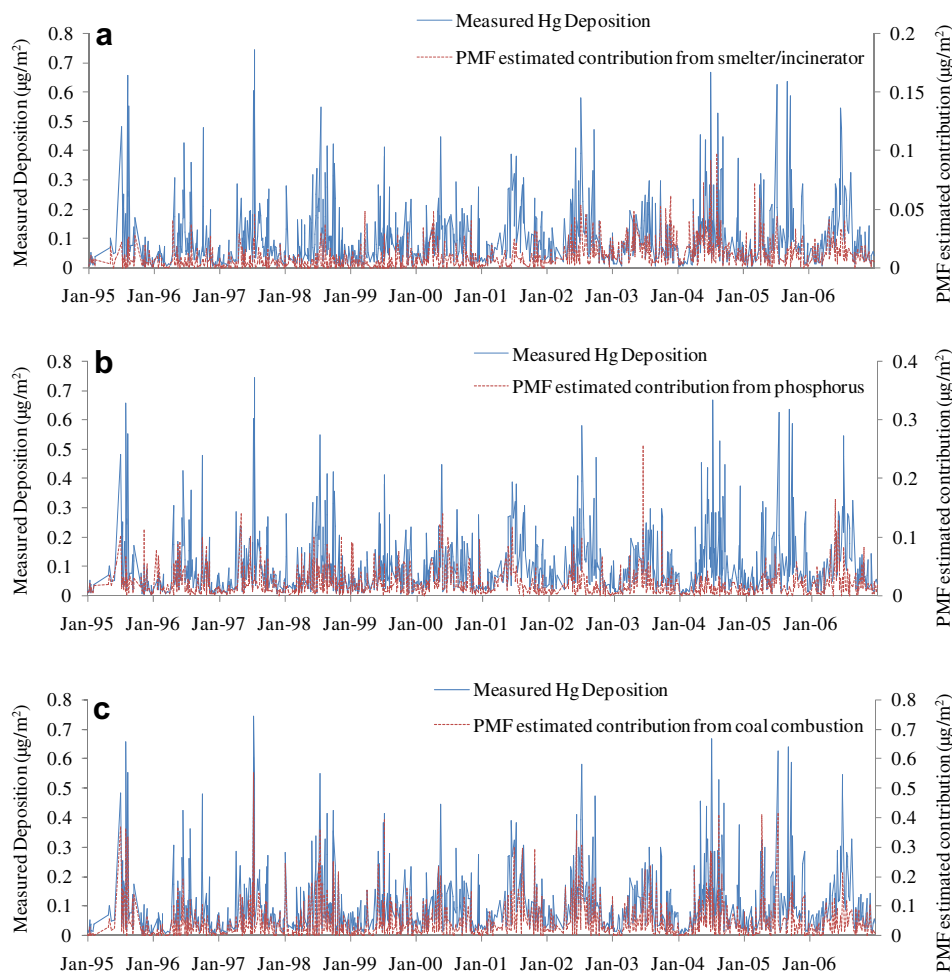 a
Measured Hg Deposition
PMF estimated contribution from smelter/incinerator
Measured Deposition (µg/m²)
0.8
0.7
0.6
0.5
0.4
0.3
0.2
0.1
0
0.2
0.15
0.1
0.05
0
PMF estimated contribution (µg/m²)
Jan-95 Jan-96 Jan-97 Jan-98 Jan-99 Jan-00 Jan-01 Jan-02 Jan-03 Jan-04 Jan-05 Jan-06
b
Measured Hg Deposition
PMF estimated contribution from phosphorus
Measured Deposition (µg/m²)
0.8
0.7
0.6
0.5
0.4
0.3
0.2
0.1
0
0.4
0.3
0.2
0.1
0
PMF estimated contribution (µg/m²)
Jan-95 Jan-96 Jan-97 Jan-98 Jan-99 Jan-00 Jan-01 Jan-02 Jan-03 Jan-04 Jan-05 Jan-06
c
Measured Hg Deposition
PMF estimated contribution from coal combustion
Measured Deposition (µg/m²)
0.8
0.7
0.6
0.5
0.4
0.3
0.2
0.1
0
0.8
0.7
0.6
0.5
0.4
0.3
0.2
0.1
0
PMF estimated contribution (µg/m²)
Jan-95 Jan-96 Jan-97 Jan-98 Jan-99 Jan-00 Jan-01 Jan-02 Jan-03 Jan-04 Jan-05 Jan-06